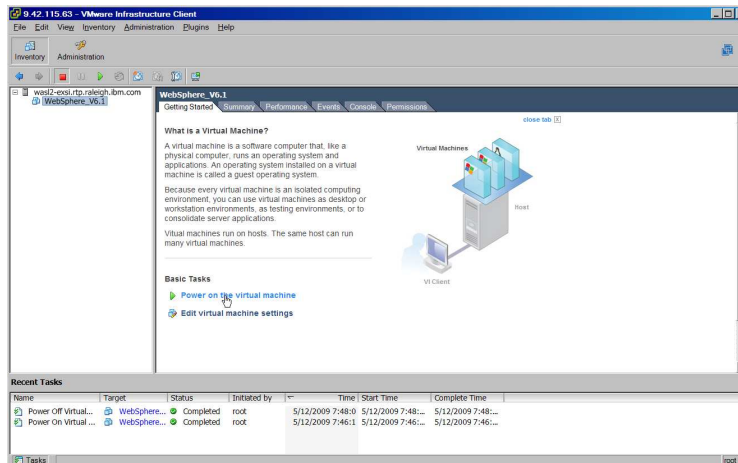 9.42.115.63 - VMware Infrastructure Client
File Edit View Inventory Administration Plugins Help
Inventory Administration
wasl2-exsi.rtp.raleigh.ibm.com
WebSphere_V6.1
WebSphere_V6.1
Getting Started Summary Performance Events Console Permissions
close tab
What is a Virtual Machine?
A virtual machine is a software computer that, like a
physical computer, runs an operating system and
applications. An operating system installed on a virtual
machine is called a guest operating system.
Because every virtual machine is an isolated computing
environment, you can use virtual machines as desktop or
workstation environments, as testing environments, or to
consolidate server applications.
Vitual machines run on hosts. The same host can run
many virtual machines.
Virtual Machines
Host
VI Client
Basic Tasks
Power on the virtual machine
Edit virtual machine settings
Recent Tasks
Name Target Status Initiated by Time Start Time Complete Time
Power Off Virtual... WebSphere... Completed root 5/12/2009 7:48:0 5/12/2009 7:48:... 5/12/2009 7:48:...
Power On Virtual ... WebSphere... Completed root 5/12/2009 7:46:1 5/12/2009 7:46:... 5/12/2009 7:46:...
Tasks
root